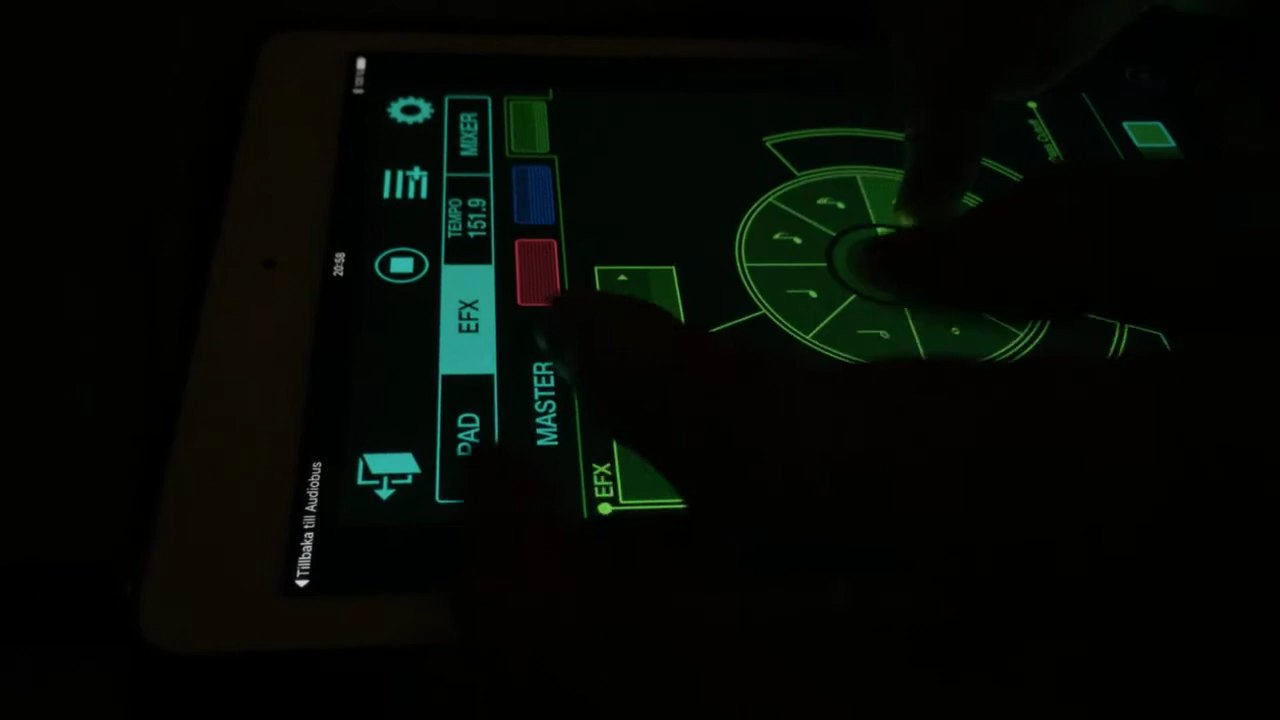 ◀ Tillbaka till Audiobus
20:58
PAD
EFX
TEMPO
151.9
MIXER
MASTER
EFX